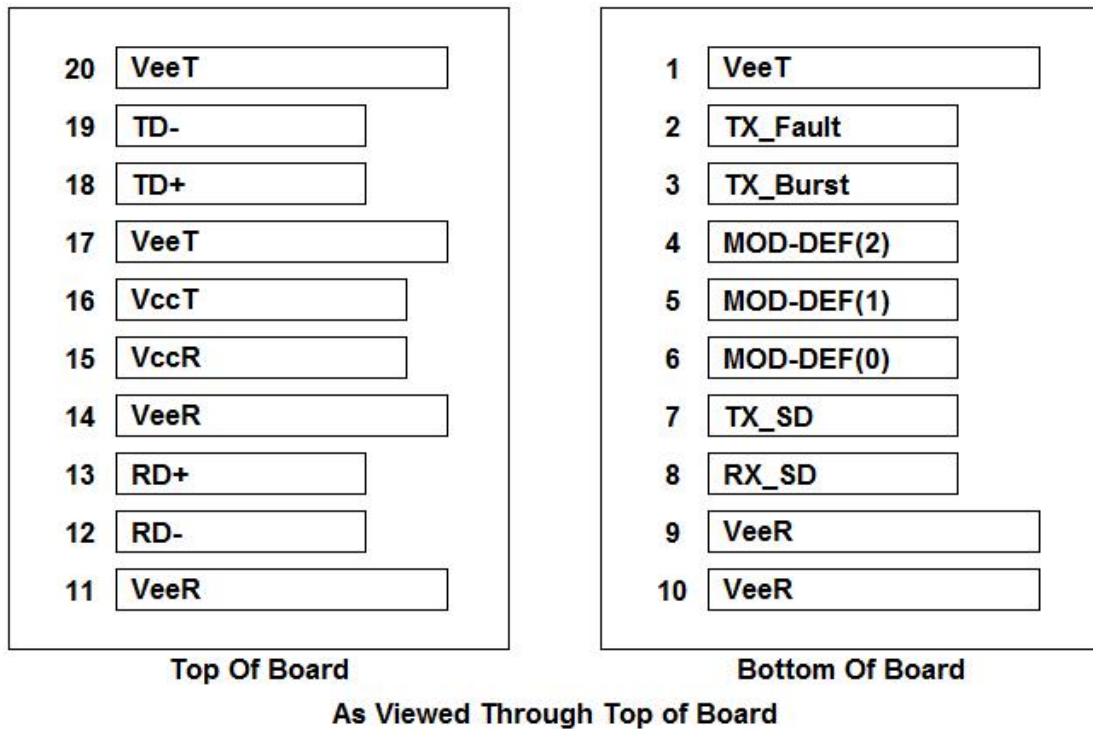 20 VeeT
19 TD-
18 TD+
17 VeeT
16 VccT
15 VccR
14 VeeR
13 RD+
12 RD-
11 VeeR
Top Of Board
1 VeeT
2 TX_Fault
3 TX_Burst
4 MOD-DEF(2)
5 MOD-DEF(1)
6 MOD-DEF(0)
7 TX_SD
8 RX_SD
9 VeeR
10 VeeR
Bottom Of Board
As Viewed Through Top of Board